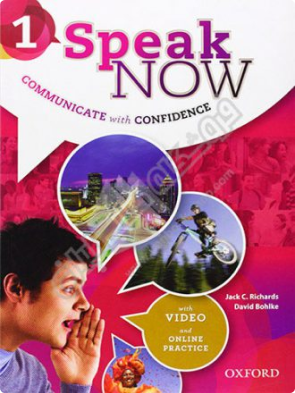 1 Speak
NOW
COMMUNICATE with CONFIDENCE
Jack C. Richards
David Bohlke
with
VIDEO
and
ONLINE
PRACTICE
OXFORD